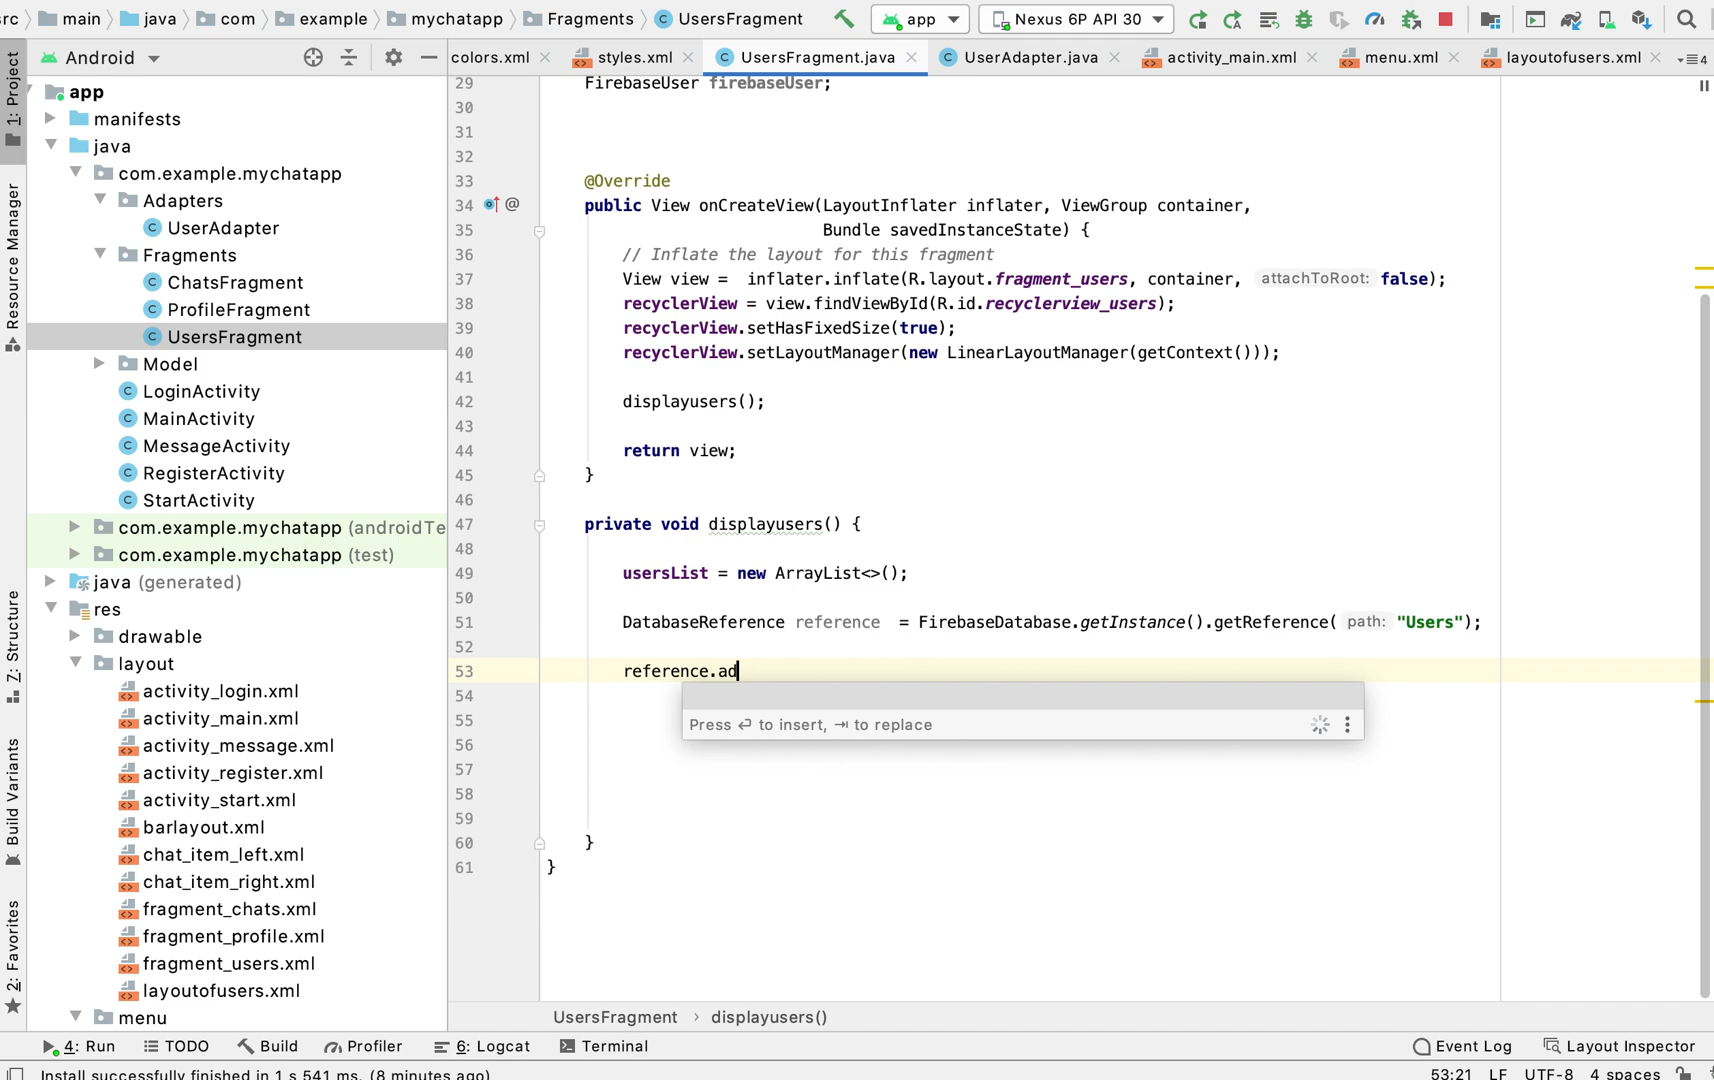 rc
main
java
com
example
mychatapp
Fragments
UsersFragment
app
Nexus 6P API 30
Android
colors.xml
styles.xml
UsersFragment.java
UserAdapter.java
activity_main.xml
menu.xml
layoutofusers.xml
4
1: Project
Resource Manager
7: Structure
Build Variants
2: Favorites
app
manifests
java
com.example.mychatapp
Adapters
UserAdapter
Fragments
ChatsFragment
ProfileFragment
UsersFragment
Model
LoginActivity
MainActivity
MessageActivity
RegisterActivity
StartActivity
com.example.mychatapp (androidTe
com.example.mychatapp (test)
java (generated)
res
drawable
layout
activity_login.xml
activity_main.xml
activity_message.xml
activity_register.xml
activity_start.xml
barlayout.xml
chat_item_left.xml
chat_item_right.xml
fragment_chats.xml
fragment_profile.xml
fragment_users.xml
layoutofusers.xml
menu
29 FirebaseUser firebaseUser;
30
31
32
33 @Override
34 @ public View onCreateView(LayoutInflater inflater, ViewGroup container,
35 Bundle savedInstanceState) {
36 // Inflate the layout for this fragment
37 View view = inflater.inflate(R.layout.fragment_users, container, attachToRoot: false);
38 recyclerView = view.findViewById(R.id.recyclerview_users);
39 recyclerView.setHasFixedSize(true);
40 recyclerView.setLayoutManager(new LinearLayoutManager(getContext()));
41
42 displayusers();
43
44 return view;
45 }
46
47 private void displayusers() {
48
49 usersList = new ArrayList<>();
50
51 DatabaseReference reference = FirebaseDatabase.getInstance().getReference( path: "Users");
52
53 reference.ad
54
Press ⏎ to insert, ⇥ to replace
55
56
57
58
59
60 }
61 }
UsersFragment › displayusers()
4: Run
TODO
Build
Profiler
6: Logcat
Terminal
Event Log
Layout Inspector
Install successfully finished in 1 s 541 ms. (8 minutes ago)
53:21 LF UTF-8 4 spaces